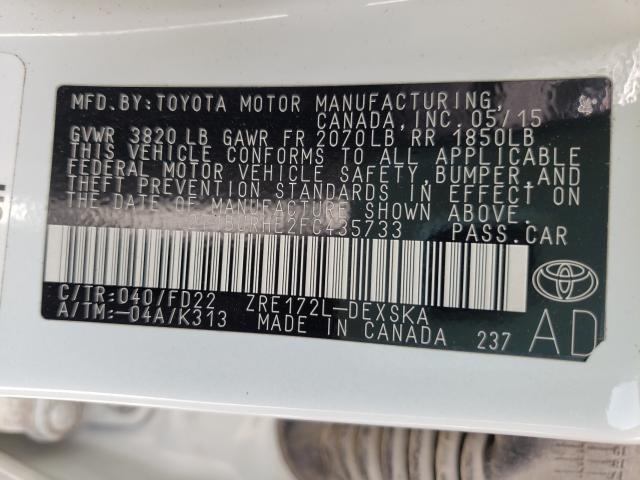 MFD. BY: TOYOTA MOTOR MANUFACTURING,
CANADA, INC. 05/15
GVWR 3820 LB GAWR FR 2070LB RR 1850LB
THIS VEHICLE CONFORMS TO ALL APPLICABLE
FEDERAL MOTOR VEHICLE SAFETY, BUMPER, AND
THEFT PREVENTION STANDARDS IN EFFECT ON
THE DATE OF MANUFACTURE SHOWN ABOVE.
PASS.CAR
C/TR: 040/FD22 ZRE172L-DEXSKA
A/TM: -04A/K313 MADE IN CANADA 237
AD